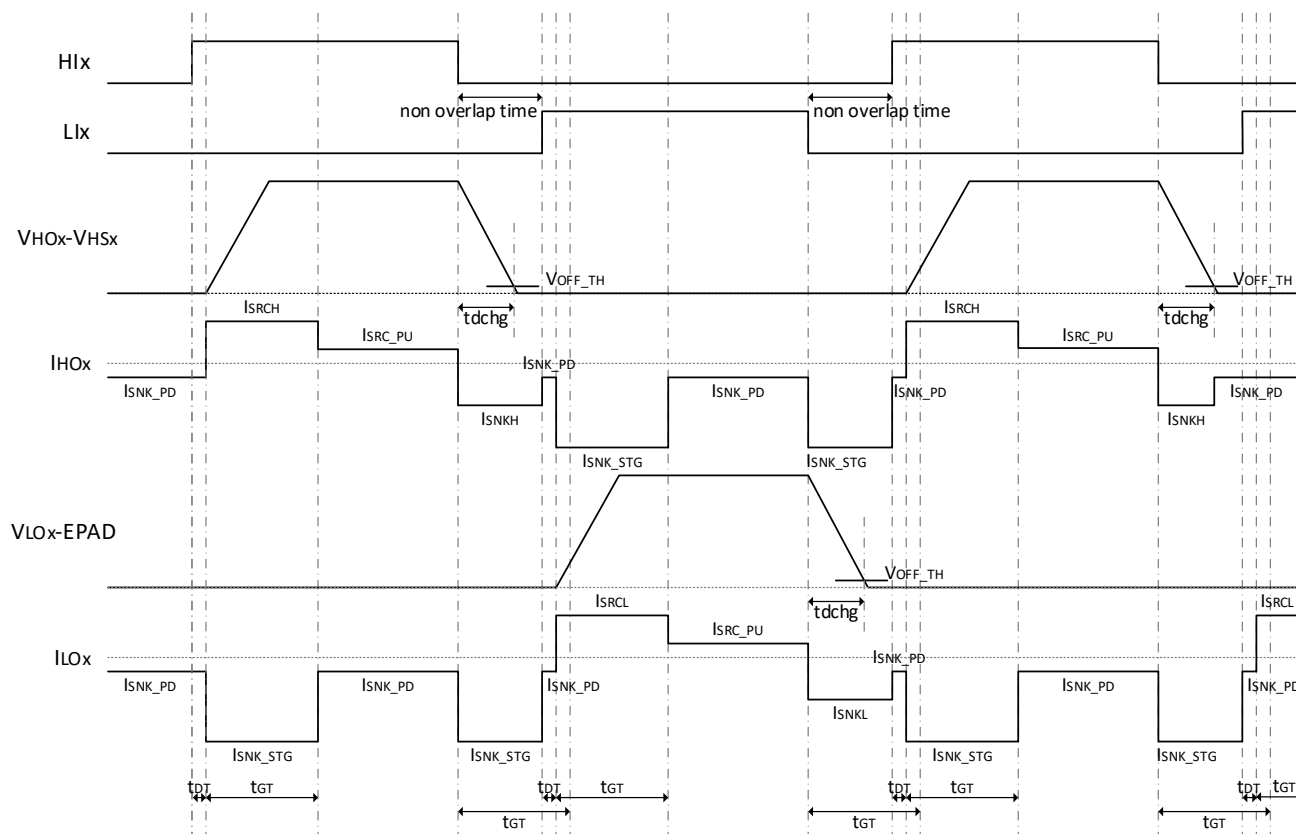 HIx
non overlap time
non overlap time
LIx
VHOx-VHSx
VOFF_TH
VOFF_TH
tdchg
tdchg
ISRCH
ISRCH
ISRC_PU
ISRC_PU
IHOx
ISNK_PD
ISNK_PD
ISNK_PD
ISNK_PD
ISNK_PD
ISNKH
ISNKH
ISNK_STG
ISNK_STG
VLOx-EPAD
VOFF_TH
tdchg
ISRCL
ISRCL
ISRC_PU
ILOx
ISNK_PD
ISNK_PD
ISNK_PD
ISNK_PD
ISNK_PD
ISNK_PD
ISNKL
ISNK_STG
ISNK_STG
ISNK_STG
ISNK_STG
tDT
tGT
tDT
tGT
tDT
tGT
tDT
tGT
tGT
tGT
tGT